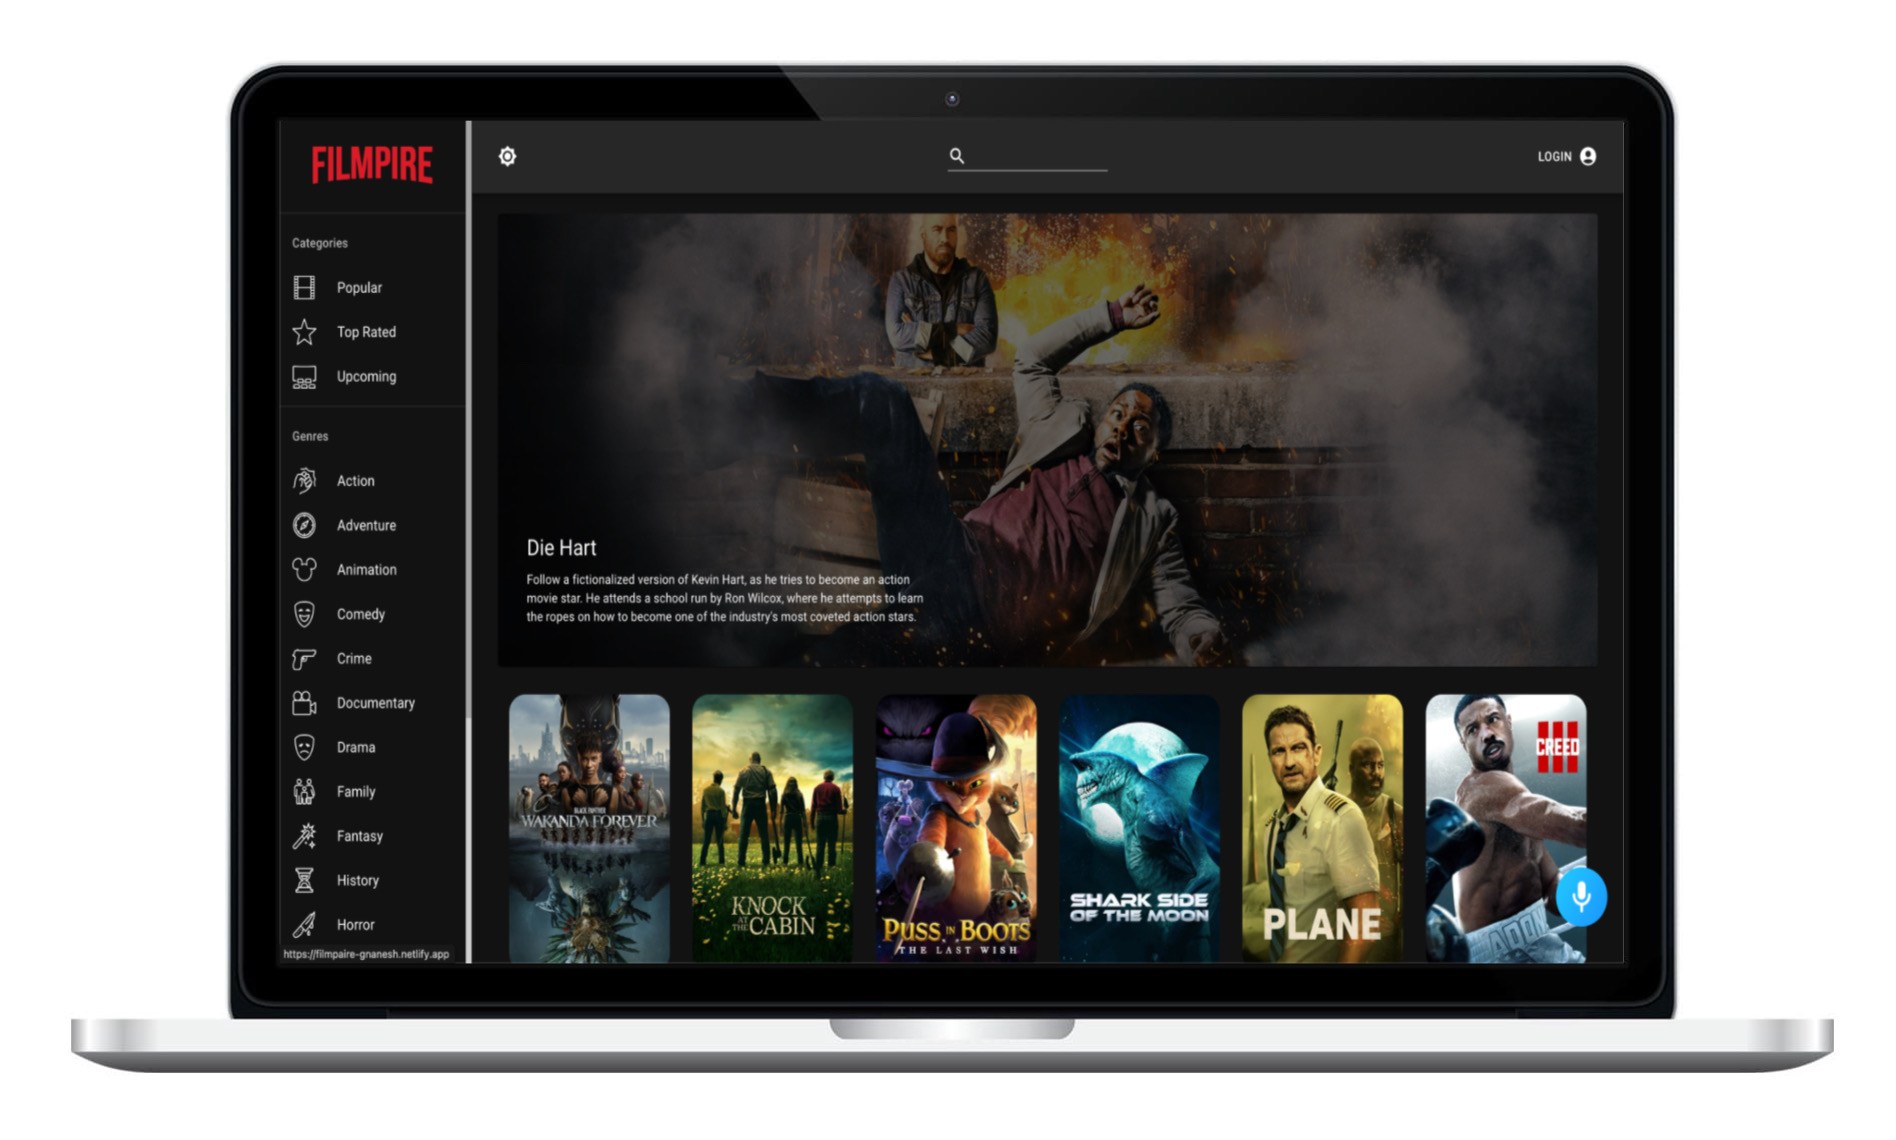 FILMPIRE
LOGIN
Categories
Popular
Top Rated
Upcoming
Genres
Action
Adventure
Animation
Comedy
Crime
Documentary
Drama
Family
Fantasy
History
Horror
https://filmpaire-gnanesh.netlify.app
Die Hart
Follow a fictionalized version of Kevin Hart, as he tries to become an action
movie star. He attends a school run by Ron Wilcox, where he attempts to learn
the ropes on how to become one of the industry's most coveted action stars.
BLACK PANTHER
WAKANDA FOREVER
KNOCK
AT THE CABIN
PUSS IN BOOTS
THE LAST WISH
SHARK SIDE
OF THE MOON
PLANE
CREED
III